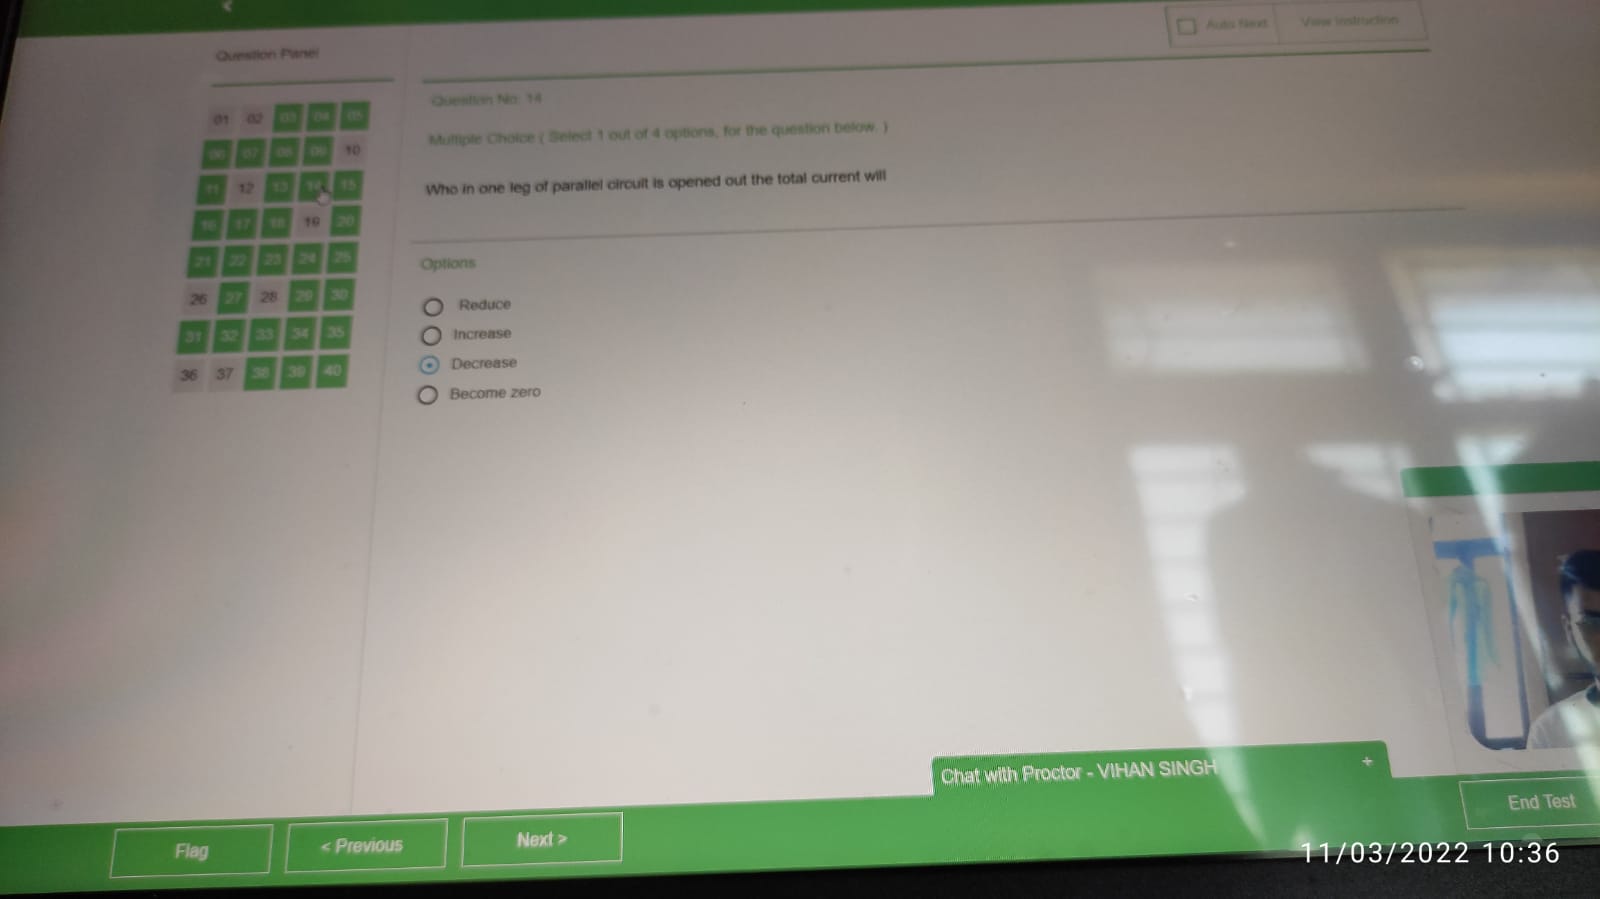 Auto Next
View Instruction
Question Panel
01 02 03 04 05
06 07 08 09 10
11 12 13 14 15
16 17 18 19 20
21 22 23 24 25
26 27 28 29 30
31 32 33 34 35
36 37 38 39 40
Question No: 14
Multiple Choice ( Select 1 out of 4 options, for the question below. )
Who in one leg of parallel circuit is opened out the total current will
Options
Reduce
Increase
Decrease
Become zero
Chat with Proctor - VIHAN SINGH +
Flag
< Previous
Next >
End Test
11/03/2022 10:36